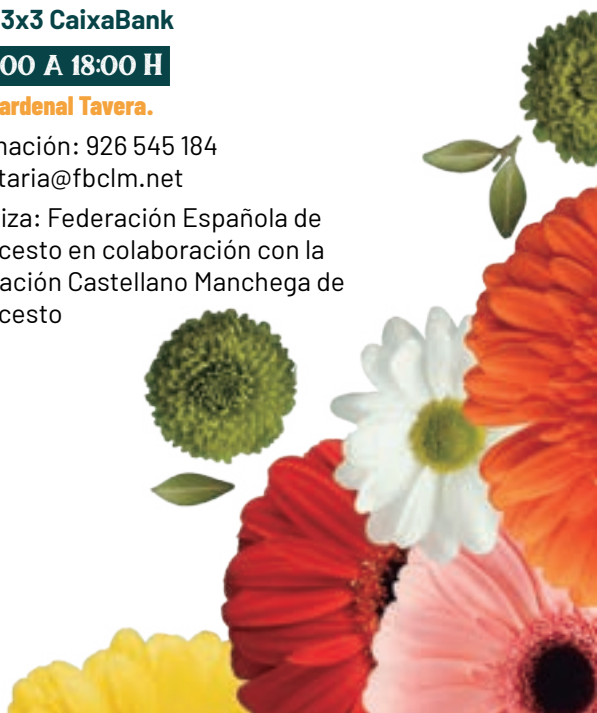 3x3 CaixaBank
00 A 18:00 H
ardenal Tavera.
nación: 926 545 184
taria@fbclm.net
iza: Federación Española de
cesto en colaboración con la
ación Castellano Manchega de
cesto